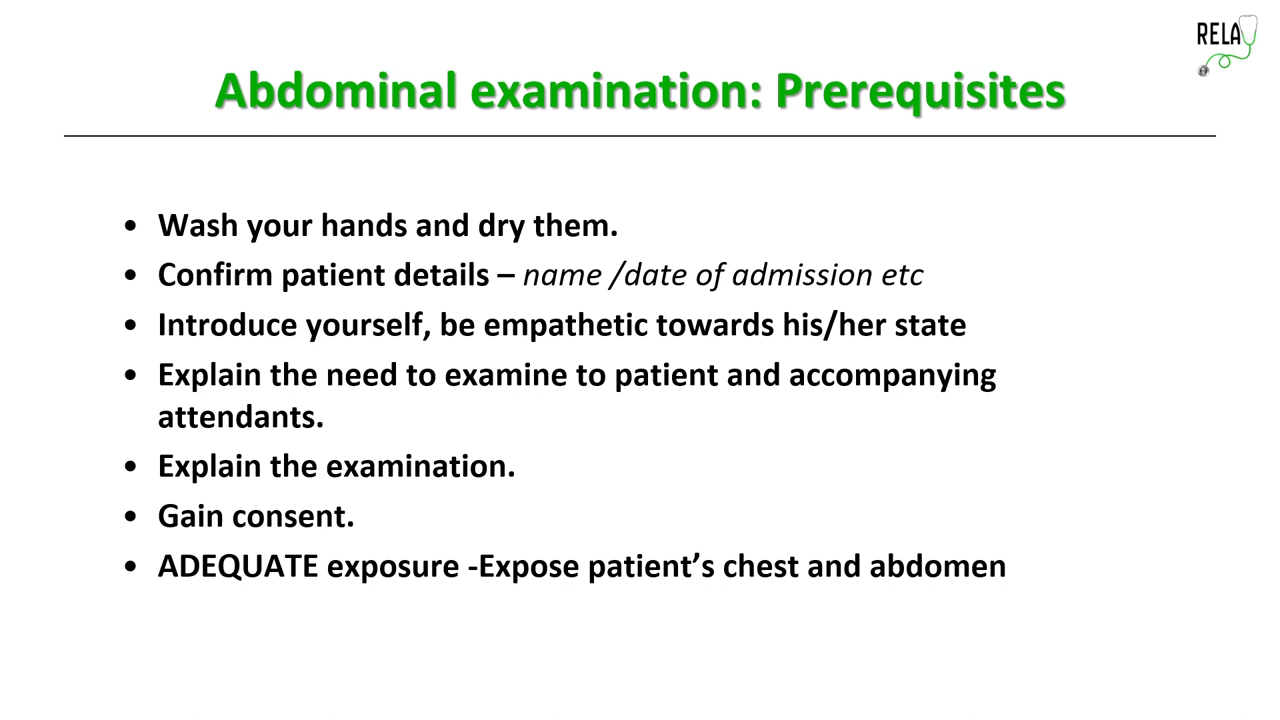 RELA
Abdominal examination: Prerequisites
• Wash your hands and dry them.
• Confirm patient details – name /date of admission etc
• Introduce yourself, be empathetic towards his/her state
• Explain the need to examine to patient and accompanying
attendants.
• Explain the examination.
• Gain consent.
• ADEQUATE exposure -Expose patient’s chest and abdomen